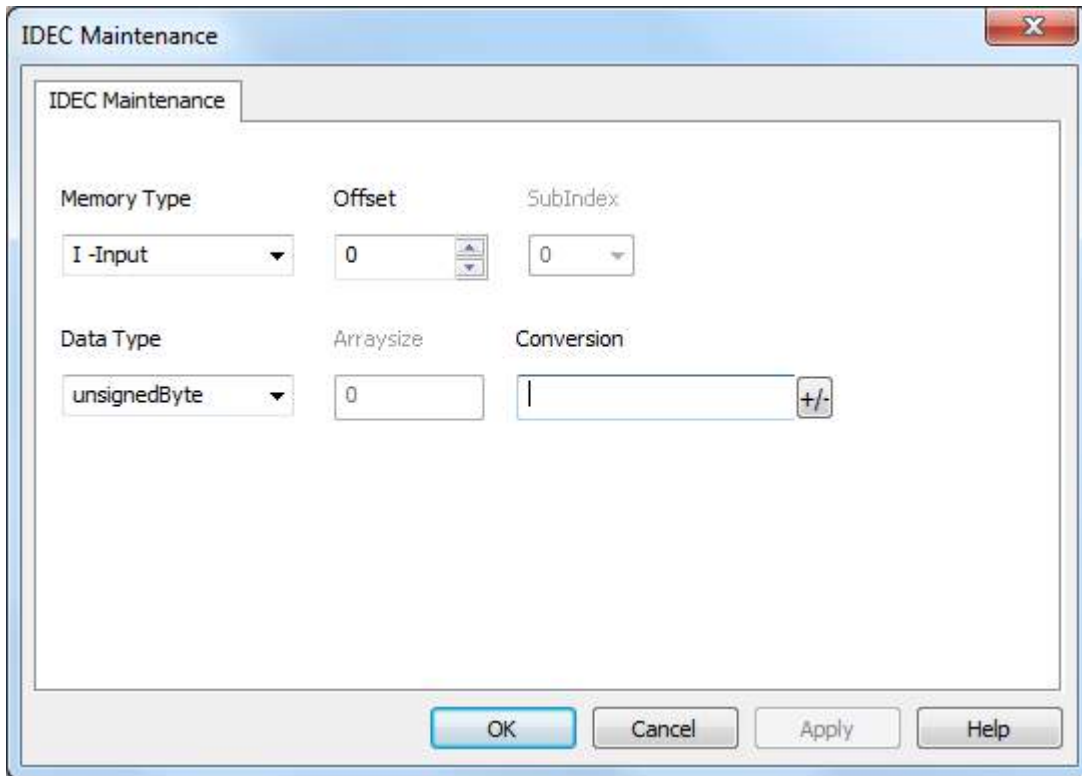 IDEC Maintenance
IDEC Maintenance
Memory Type Offset SubIndex
I -Input 0 0
Data Type Arraysize Conversion
unsignedByte 0 +/-
OK Cancel Apply Help